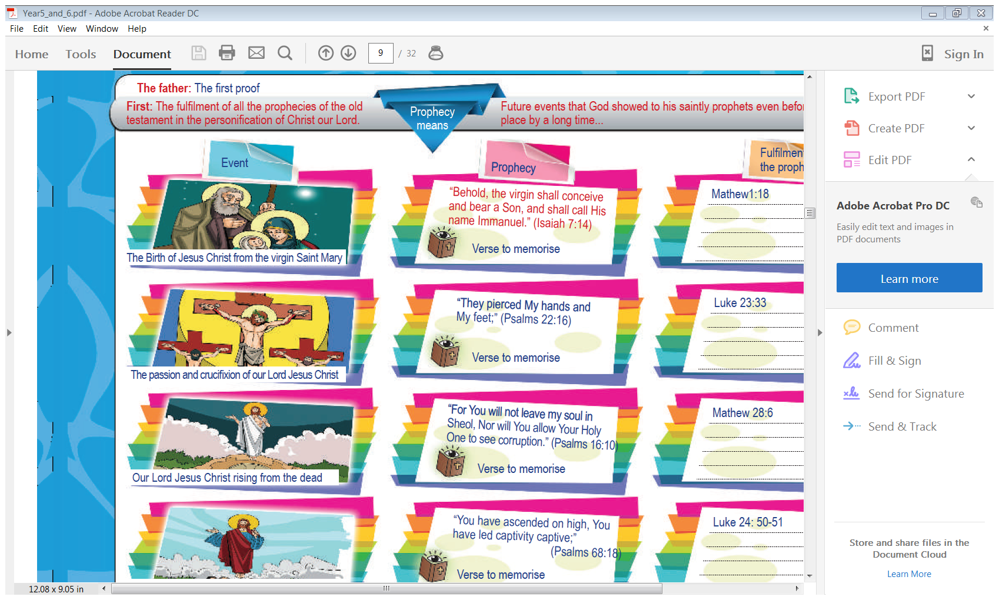 Year5_and_6.pdf - Adobe Acrobat Reader DC
File Edit View Window Help
Home Tools Document 9 / 32 Sign In
The father: The first proof
First: The fulfilment of all the prophecies of the old
testament in the personification of Christ our Lord.
Prophecy
means
Future events that God showed to his saintly prophets even befor
place by a long time...
Event
Prophecy
Fulfilmen
the proph
The Birth of Jesus Christ from the virgin Saint Mary
“Behold, the virgin shall conceive
and bear a Son, and shall call His
name Immanuel.” (Isaiah 7:14)
Verse to memorise
Mathew1:18
The passion and crucifixion of our Lord Jesus Christ
“They pierced My hands and
My feet;” (Psalms 22:16)
Verse to memorise
Luke 23:33
Our Lord Jesus Christ rising from the dead
“For You will not leave my soul in
Sheol, Nor will You allow Your Holy
One to see corruption.” (Psalms 16:10)
Verse to memorise
Mathew 28:6
“You have ascended on high, You
have led captivity captive;”
(Psalms 68:18)
Verse to memorise
Luke 24: 50-51
12.08 x 9.05 in
Export PDF
Create PDF
Edit PDF
Adobe Acrobat Pro DC
Easily edit text and images in
PDF documents
Learn more
Comment
Fill & Sign
Send for Signature
Send & Track
Store and share files in the
Document Cloud
Learn More